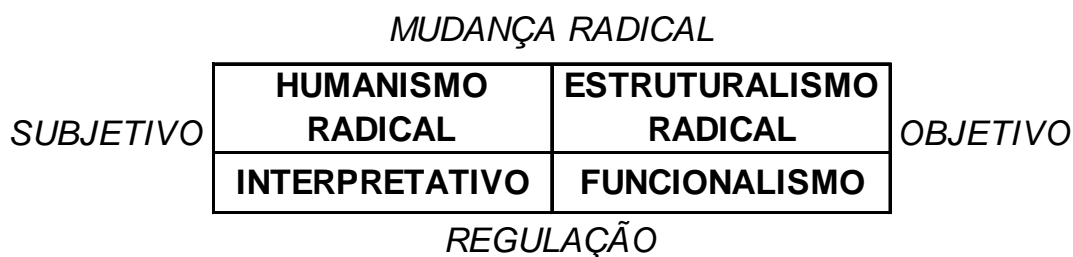 MUDANÇA RADICAL
HUMANISMO ESTRUTURALISMO
SUBJETIVO RADICAL RADICAL OBJETIVO
INTERPRETATIVO FUNCIONALISMO
REGULAÇÃO